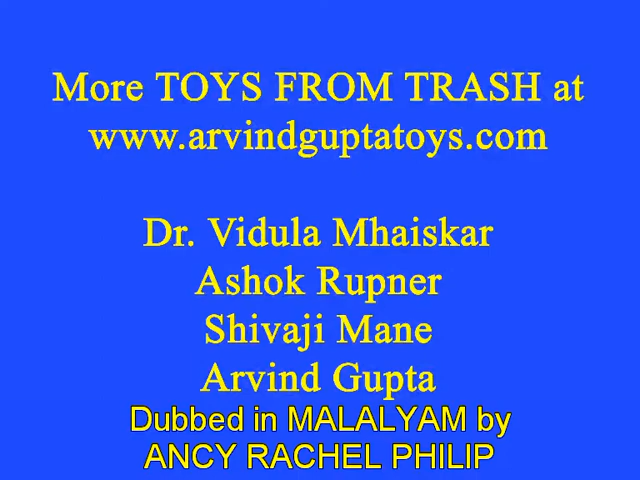 More TOYS FROM TRASH at
www.arvindguptatoys.com
Dr. Vidula Mhaiskar
Ashok Rupner
Shivaji Mane
Arvind Gupta
Dubbed in MALALYAM by
ANCY RACHEL PHILIP